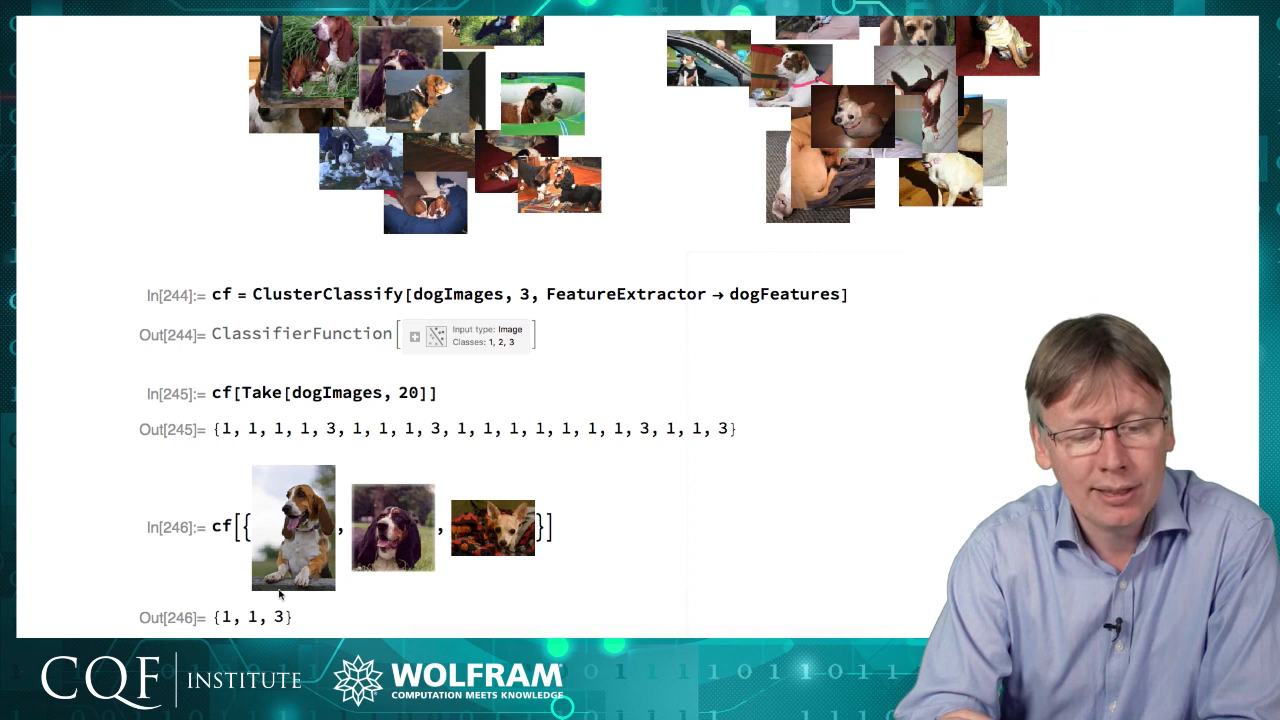 In[244]:= cf = ClusterClassify[dogImages, 3, FeatureExtractor → dogFeatures]
Out[244]= ClassifierFunction[
Input type: Image
Classes: 1, 2, 3
]
In[245]:= cf[Take[dogImages, 20]]
Out[245]= {1, 1, 1, 1, 3, 1, 1, 1, 3, 1, 1, 1, 1, 1, 1, 1, 3, 1, 1, 3}
In[246]:= cf[{ , , }]
Out[246]= {1, 1, 3}
CQF INSTITUTE
WOLFRAM
COMPUTATION MEETS KNOWLEDGE